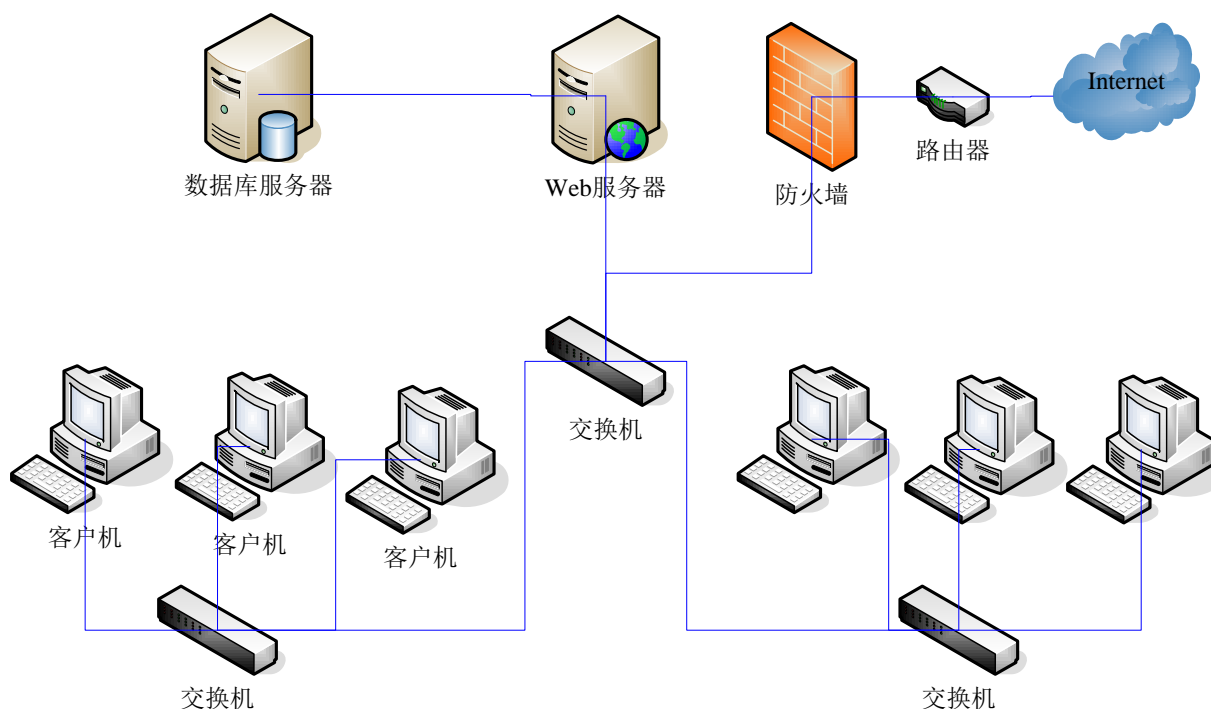 Internet
路由器
数据库服务器
Web服务器
防火墙
交换机
客户机
客户机
客户机
交换机
交换机